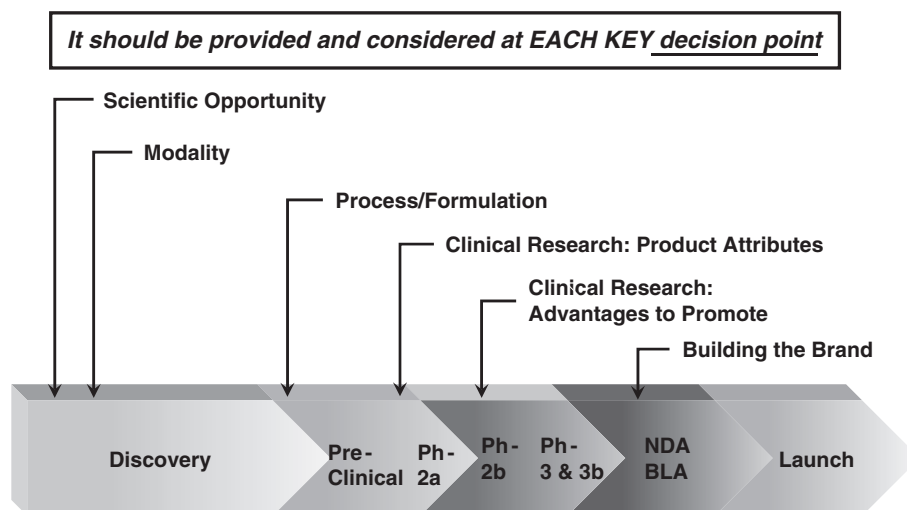 It should be provided and considered at EACH KEY decision point
Scientific Opportunity
Modality
Process/Formulation
Clinical Research: Product Attributes
Clinical Research:
Advantages to Promote
Building the Brand
Discovery
Pre-
Clinical
Ph-
2a
Ph-
2b
Ph-
3 & 3b
NDA
BLA
Launch